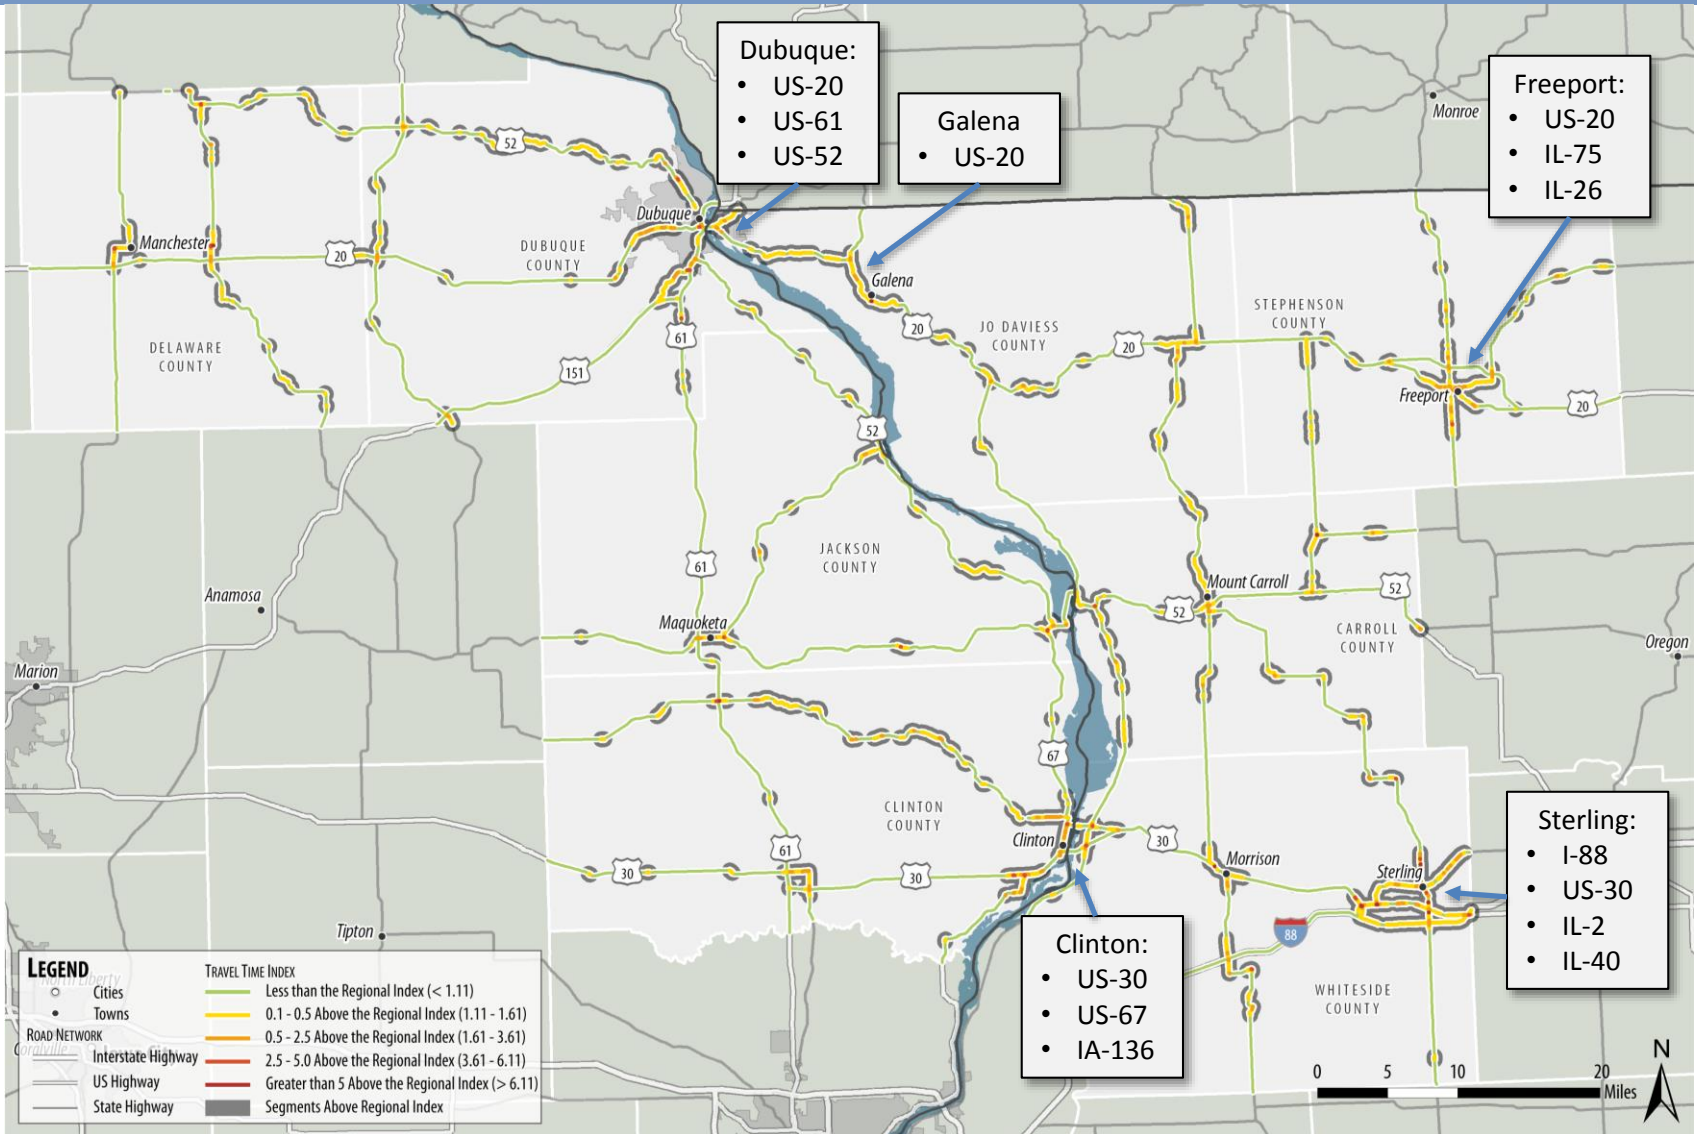 Dubuque:
• US-20
• US-61
• US-52
Galena
• US-20
Freeport:
• US-20
• IL-75
• IL-26
Monroe
52
Dubuque
Manchester
20
DUBUQUE
COUNTY
Galena
20
JO DAVIESS
COUNTY
STEPHENSON
COUNTY
20
61
DELAWARE
COUNTY
151
Freeport
20
52
61
JACKSON
COUNTY
Anamosa
Mount Carroll
52
52
Maquoketa
CARROLL
COUNTY
Oregon
Marion
67
CLINTON
COUNTY
Clinton
61
30
30
30
Morrison
Sterling
Sterling:
• I-88
• US-30
• IL-2
• IL-40
Tipton
88
Clinton:
• US-30
• US-67
• IA-136
WHITESIDE
COUNTY
LEGEND
North Liberty
Cities
Towns
ROAD NETWORK
Coralville
Iowa City
Interstate Highway
US Highway
State Highway
TRAVEL TIME INDEX
Less than the Regional Index (< 1.11)
0.1 - 0.5 Above the Regional Index (1.11 - 1.61)
0.5 - 2.5 Above the Regional Index (1.61 - 3.61)
2.5 - 5.0 Above the Regional Index (3.61 - 6.11)
Greater than 5 Above the Regional Index (> 6.11)
Segments Above Regional Index
0 5 10 20
Miles
N